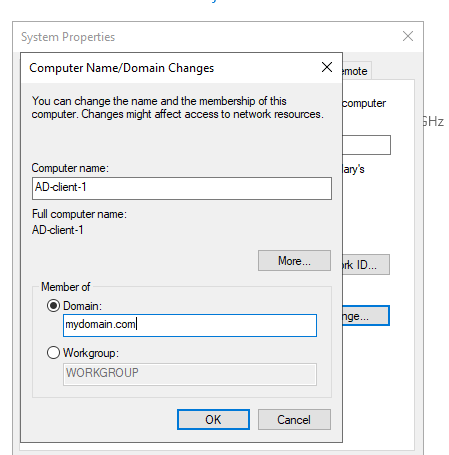 System Properties
Computer Name/Domain Changes
emote
You can change the name and the membership of this
computer. Changes might affect access to network resources.
computer
GHz
Computer name:
ary's
AD-client-1
Full computer name:
AD-client-1
More...
rk ID...
Member of
Domain:
nge...
mydomain.com
Workgroup:
WORKGROUP
OK
Cancel